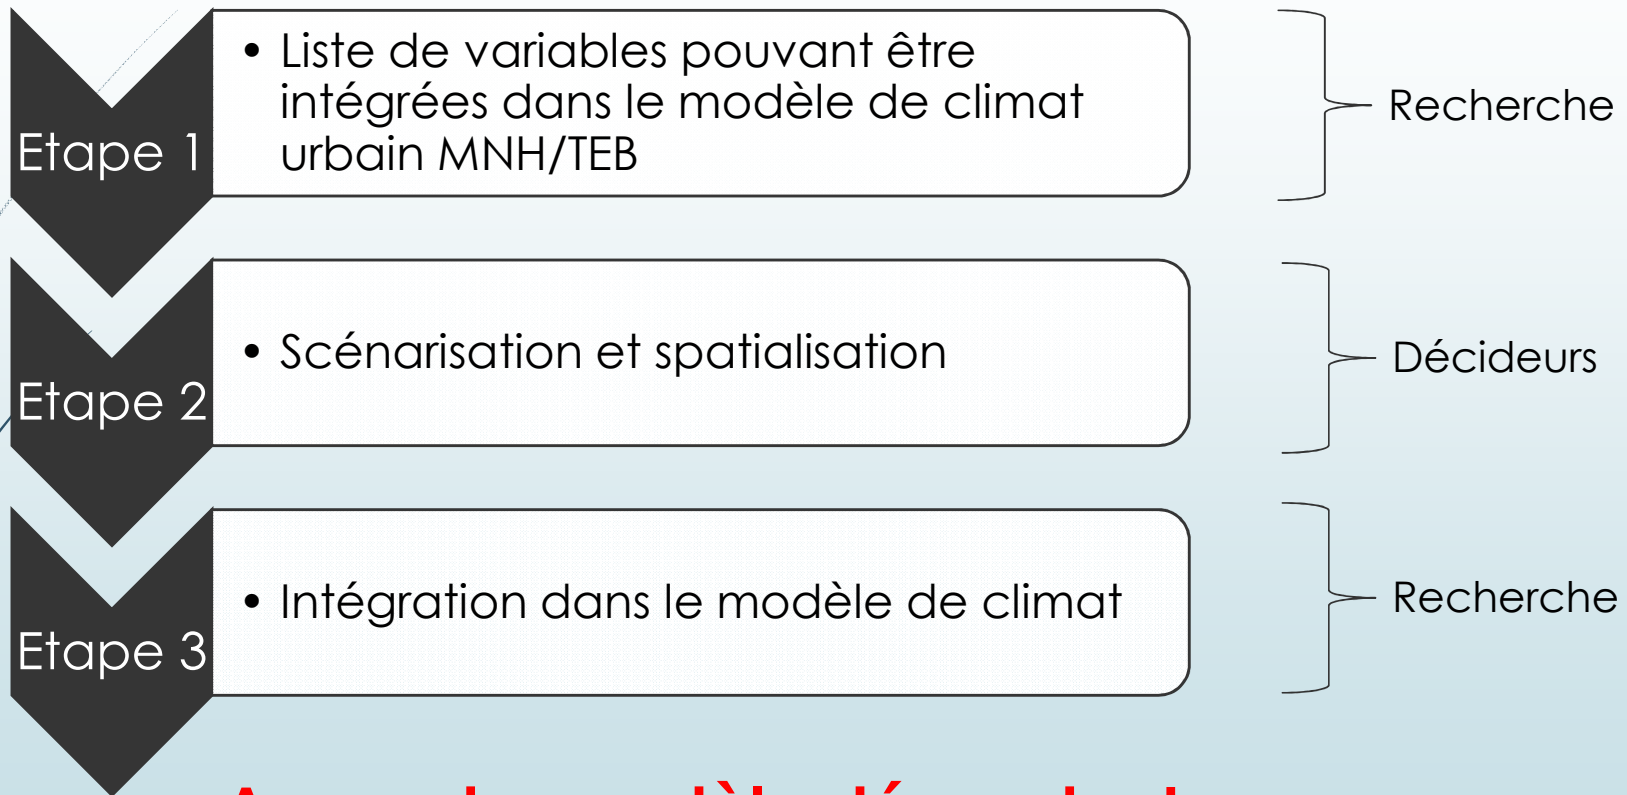 Etape 1
• Liste de variables pouvant être
intégrées dans le modèle de climat
urbain MNH/TEB
Recherche
Etape 2
• Scénarisation et spatialisation
Décideurs
Etape 3
• Intégration dans le modèle de climat
Recherche